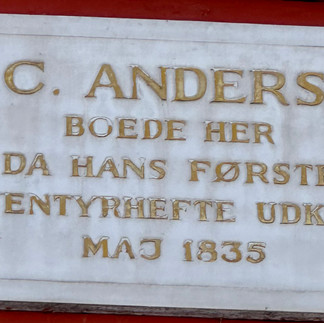 C. ANDERS
BOEDE HER
DA HANS FØRSTE
ENTYRHEFTE UDK
MAJ 1835